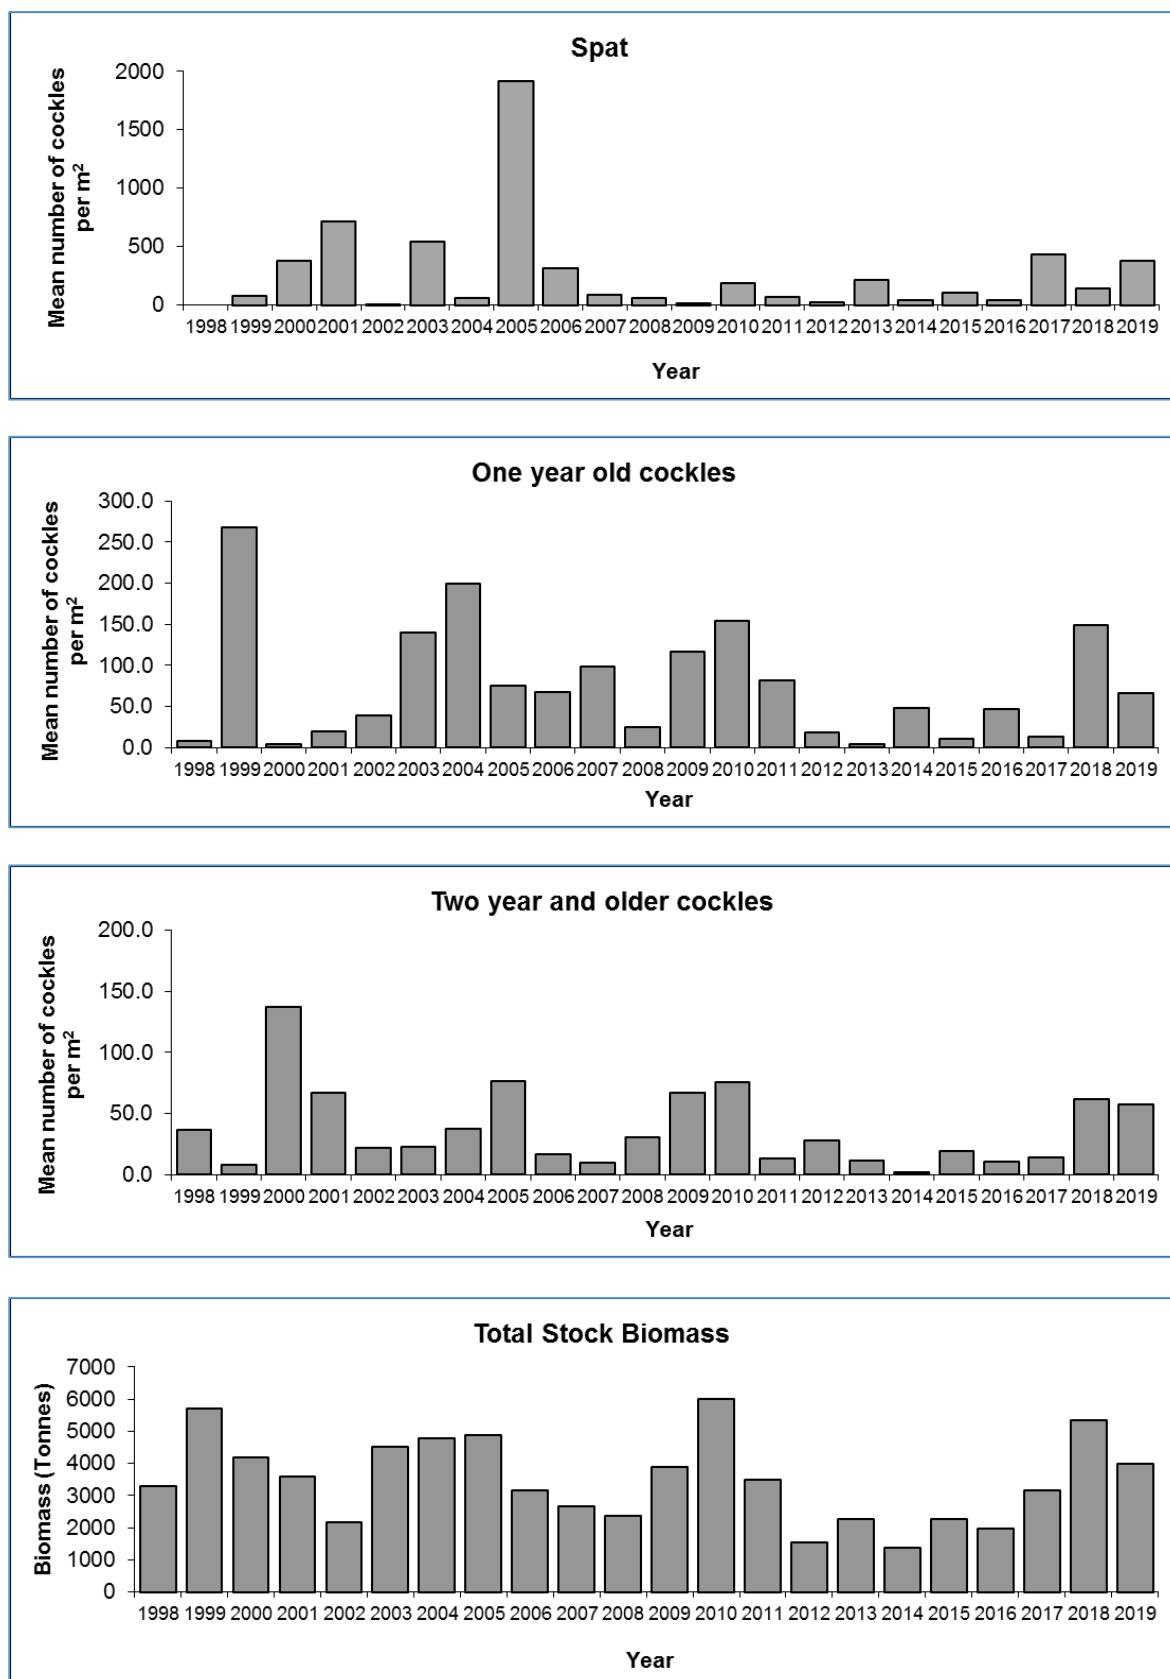 Spat
Mean number of cockles
per m²
2000
1500
1000
500
0
1998 1999 2000 2001 2002 2003 2004 2005 2006 2007 2008 2009 2010 2011 2012 2013 2014 2015 2016 2017 2018 2019
Year
One year old cockles
Mean number of cockles
per m²
300.0
250.0
200.0
150.0
100.0
50.0
0.0
1998 1999 2000 2001 2002 2003 2004 2005 2006 2007 2008 2009 2010 2011 2012 2013 2014 2015 2016 2017 2018 2019
Year
Two year and older cockles
Mean number of cockles
per m²
200.0
150.0
100.0
50.0
0.0
1998 1999 2000 2001 2002 2003 2004 2005 2006 2007 2008 2009 2010 2011 2012 2013 2014 2015 2016 2017 2018 2019
Year
Total Stock Biomass
Biomass (Tonnes)
7000
6000
5000
4000
3000
2000
1000
0
1998 1999 2000 2001 2002 2003 2004 2005 2006 2007 2008 2009 2010 2011 2012 2013 2014 2015 2016 2017 2018 2019
Year